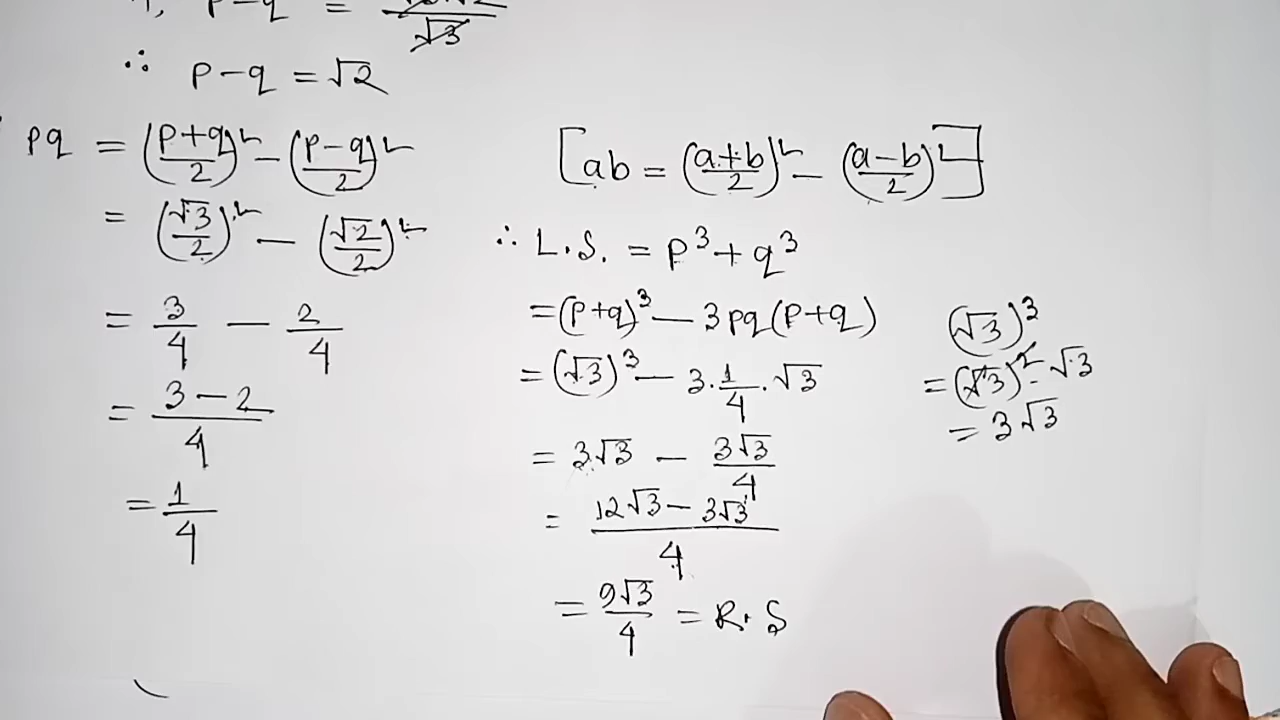 p-q =
√3
∴ p-q = √2
pq = (p+q/2)² - (p-q/2)²
= (√3/2)² - (√2/2)²
= 3/4 - 2/4
= 3-2/4
= 1/4
[ab = (a+b/2)² - (a-b/2)²]
∴ L.S. = p³+q³
= (p+q)³ - 3pq(p+q)
= (√3)³ - 3.1/4.√3
= 3√3 - 3√3/4
= 12√3 - 3√3/4
= 9√3/4 = R.S
(√3)³
= (√3)².√3
= 3√3